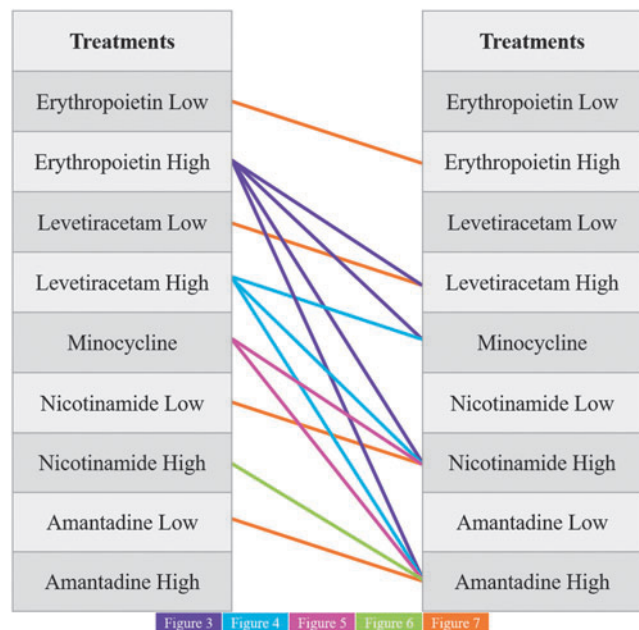 Treatments
Erythropoietin Low
Erythropoietin High
Levetiracetam Low
Levetiracetam High
Minocycline
Nicotinamide Low
Nicotinamide High
Amantadine Low
Amantadine High
Treatments
Erythropoietin Low
Erythropoietin High
Levetiracetam Low
Levetiracetam High
Minocycline
Nicotinamide Low
Nicotinamide High
Amantadine Low
Amantadine High
Figure 3 Figure 4 Figure 5 Figure 6 Figure 7